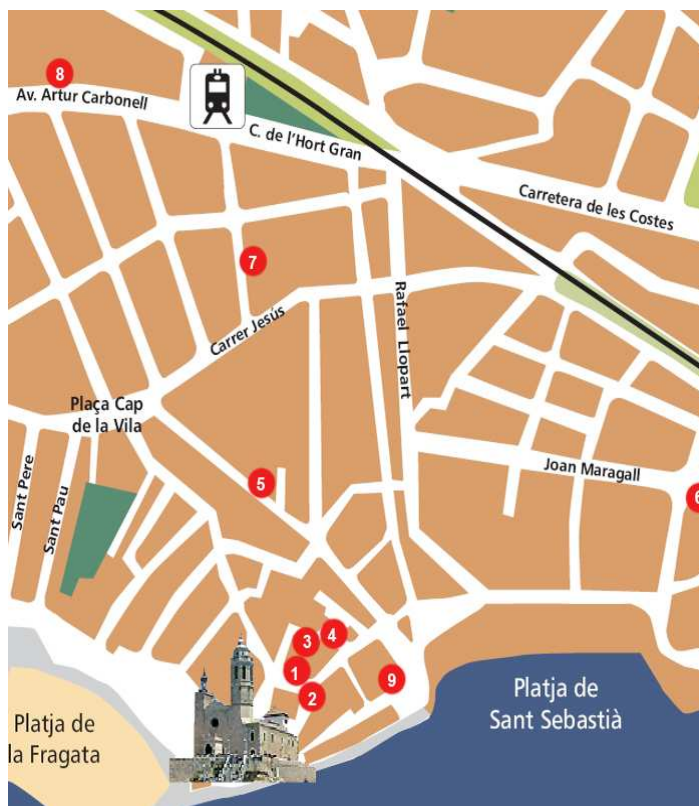 8
Av. Artur Carbonell
C. de l'Hort Gran
Carretera de les Costes
7
Carrer Jesús
Rafael Llopart
Plaça Cap
de la Vila
5
Joan Maragall
6
Sant Pere
Sant Pau
3
4
1
2
9
Platja de
Sant Sebastià
Platja de
la Fragata